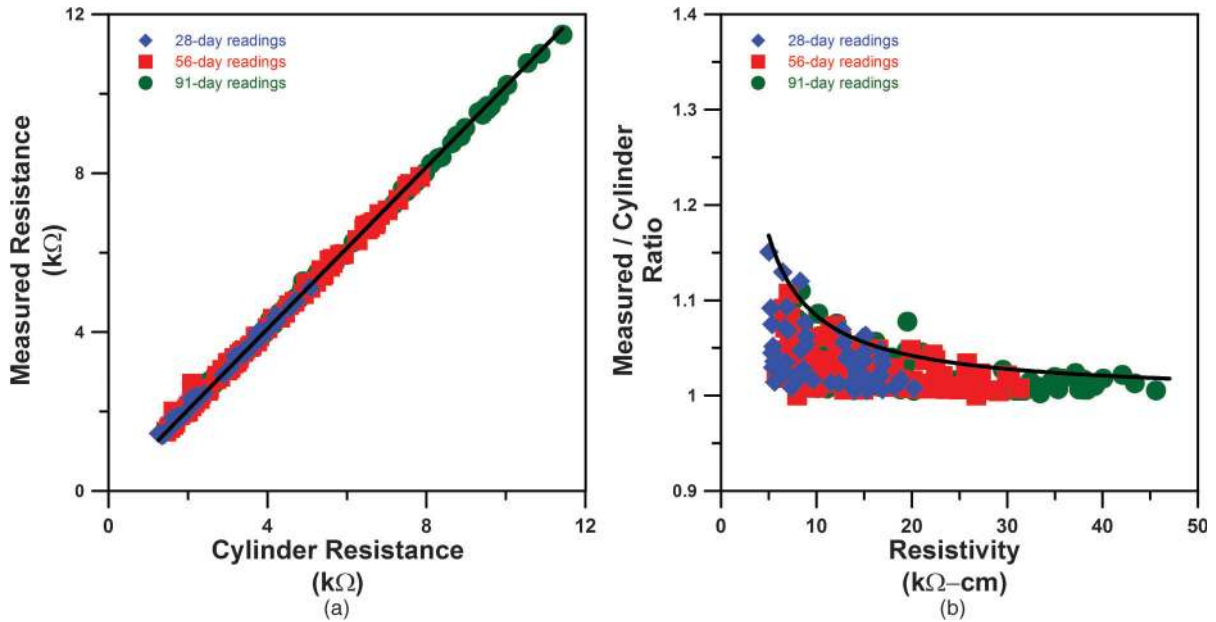 12
8
4
0
Measured Resistance
(kΩ)
28-day readings
56-day readings
91-day readings
0
4
8
12
Cylinder Resistance
(kΩ)
(a)
1.4
1.3
1.2
1.1
1
0.9
Measured / Cylinder
Ratio
28-day readings
56-day readings
91-day readings
0
10
20
30
40
50
Resistivity
(kΩ–cm)
(b)